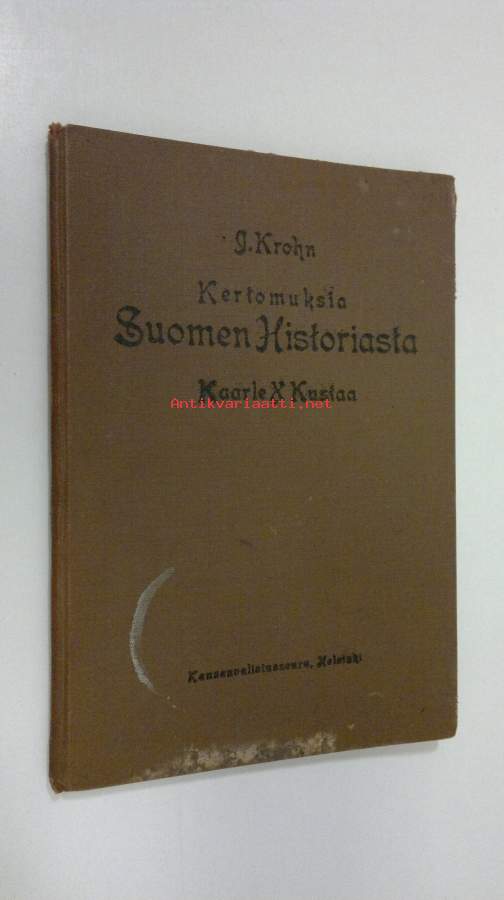 J. Krohn
Kertomuksia
Suomen Historiasta
Kaarle X Kustaa
Antikvariaatti.net
Kansanvalistusseura, Helsinki